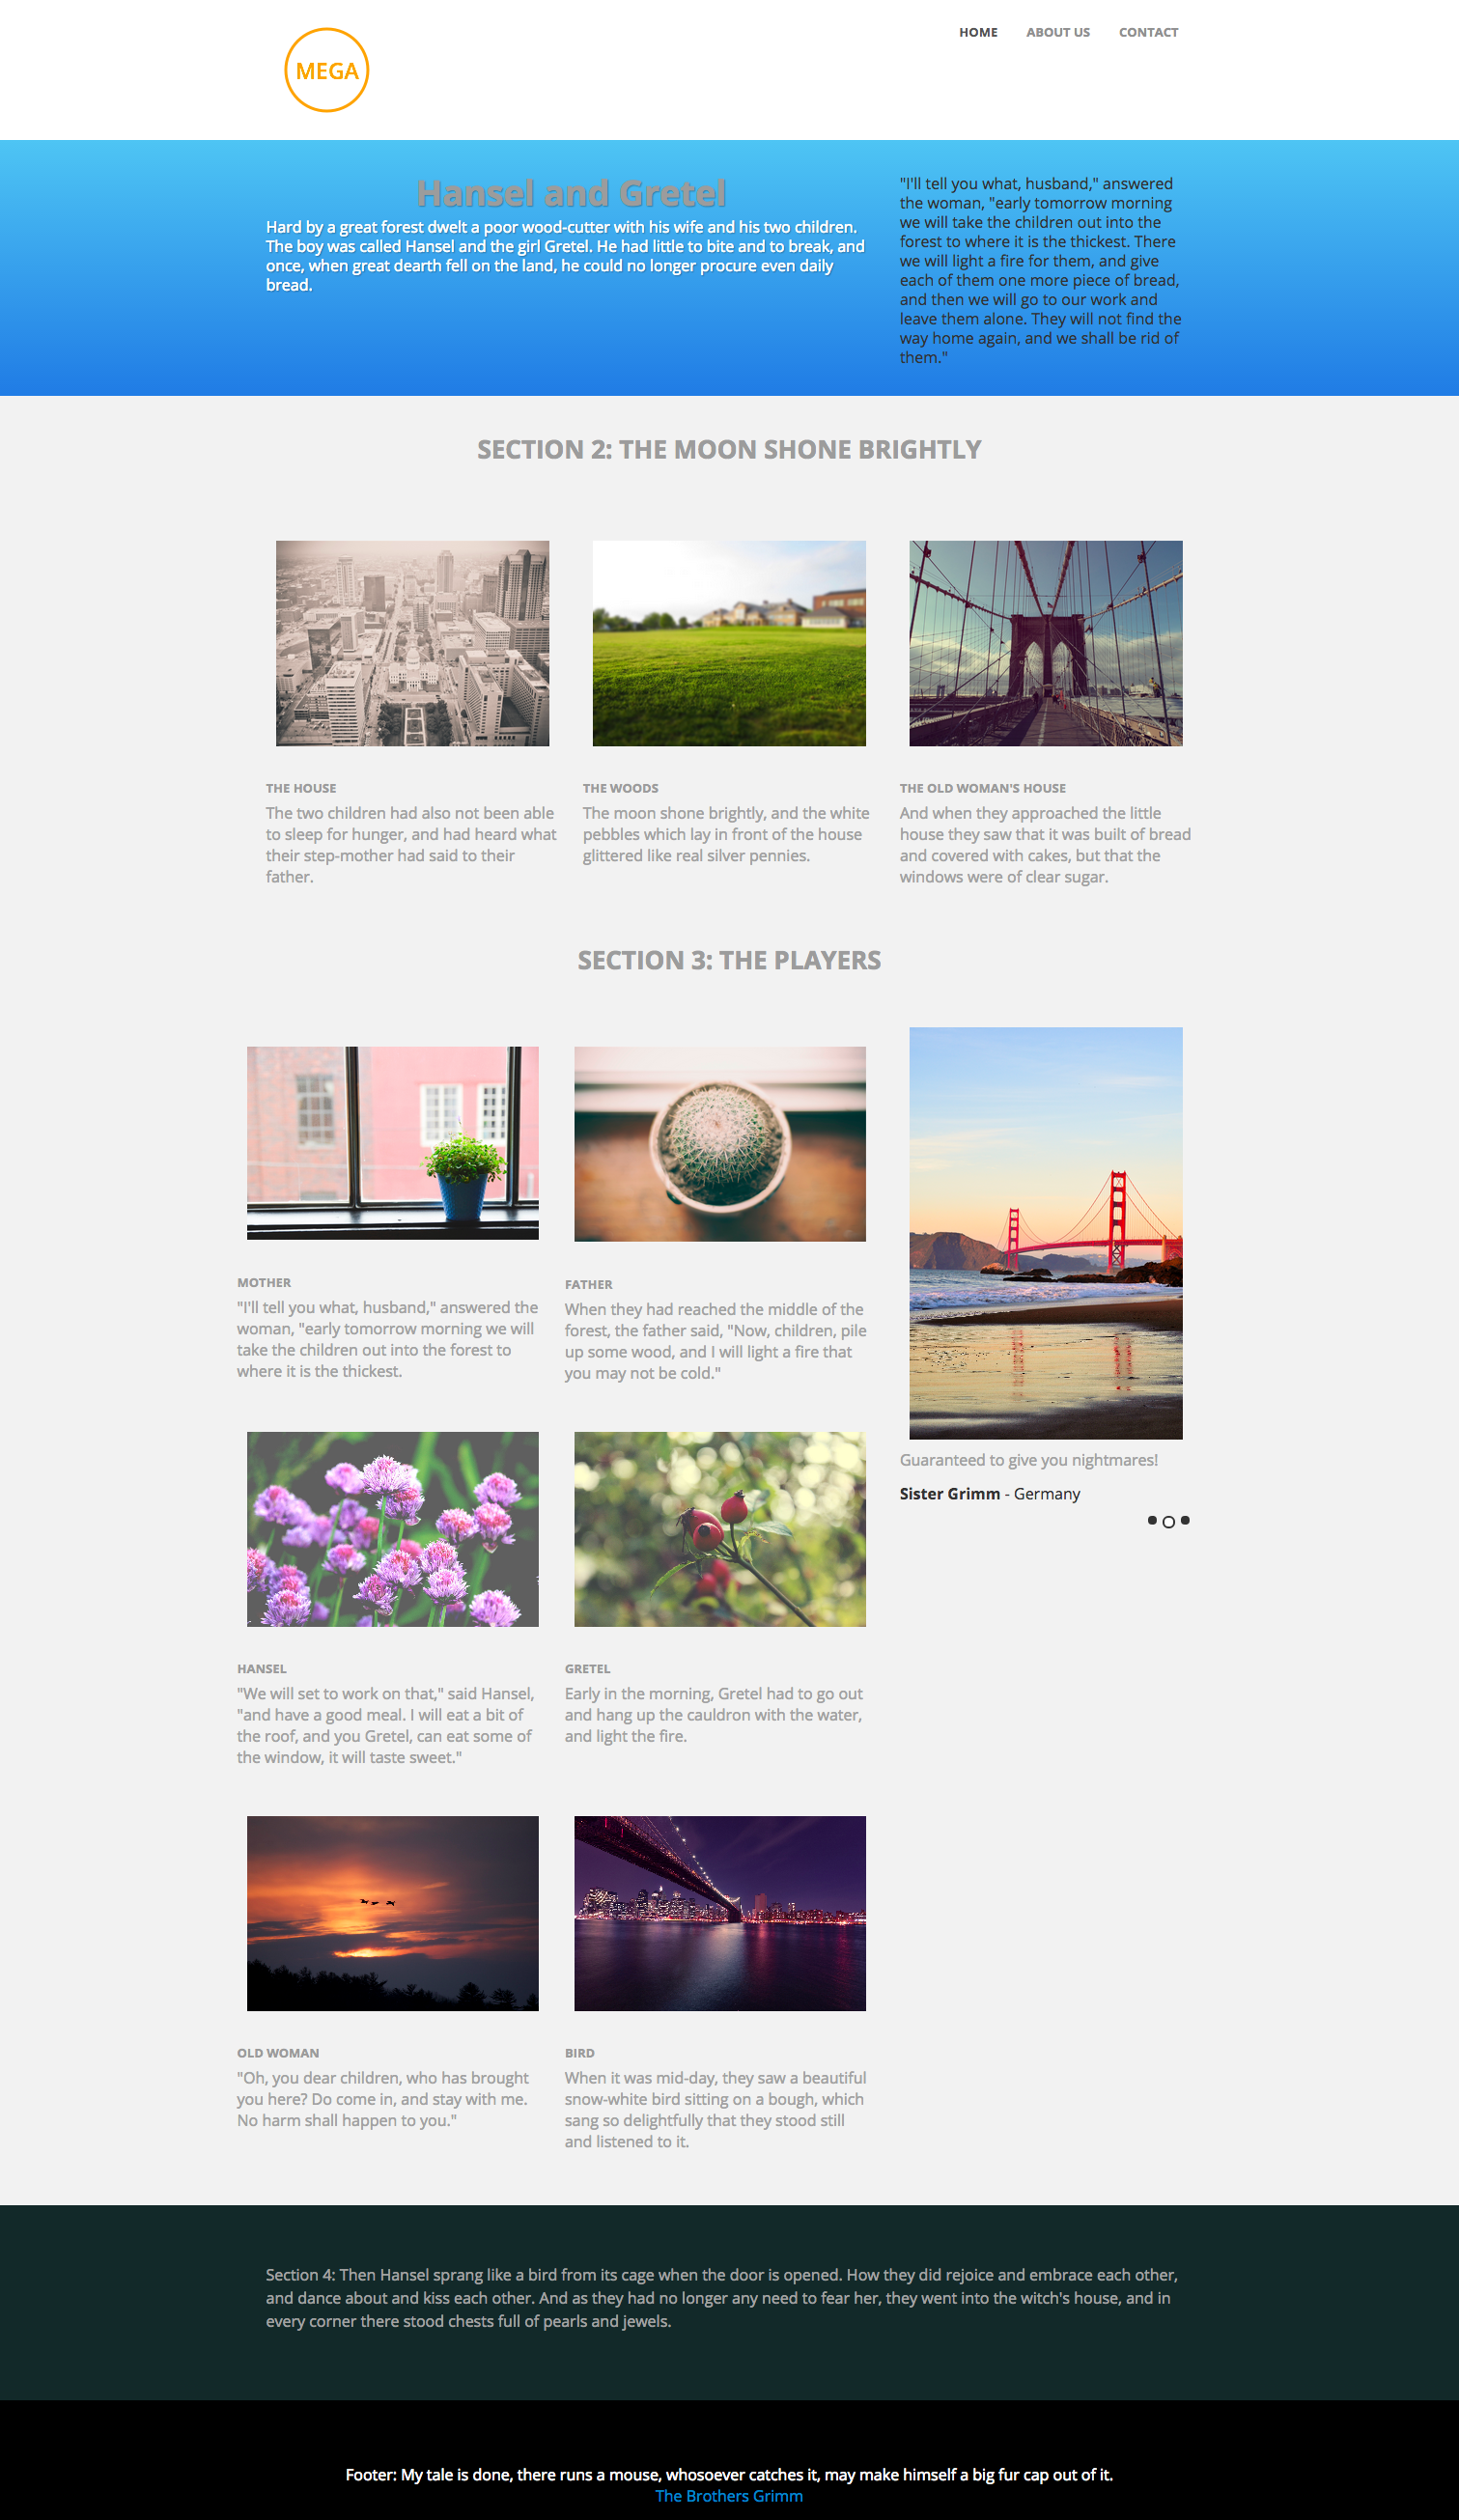 MEGA
HOME ABOUT US CONTACT
Hansel and Gretel
Hard by a great forest dwelt a poor wood-cutter with his wife and his two children.
The boy was called Hansel and the girl Gretel. He had little to bite and to break, and
once, when great dearth fell on the land, he could no longer procure even daily
bread.
"I'll tell you what, husband," answered
the woman, "early tomorrow morning
we will take the children out into the
forest to where it is the thickest. There
we will light a fire for them, and give
each of them one more piece of bread,
and then we will go to our work and
leave them alone. They will not find the
way home again, and we shall be rid of
them."
SECTION 2: THE MOON SHONE BRIGHTLY
THE HOUSE
The two children had also not been able
to sleep for hunger, and had heard what
their step-mother had said to their
father.
THE WOODS
The moon shone brightly, and the white
pebbles which lay in front of the house
glittered like real silver pennies.
THE OLD WOMAN'S HOUSE
And when they approached the little
house they saw that it was built of bread
and covered with cakes, but that the
windows were of clear sugar.
SECTION 3: THE PLAYERS
MOTHER
"I'll tell you what, husband," answered the
woman, "early tomorrow morning we will
take the children out into the forest to
where it is the thickest.
FATHER
When they had reached the middle of the
forest, the father said, "Now, children, pile
up some wood, and I will light a fire that
you may not be cold."
Guaranteed to give you nightmares!
Sister Grimm - Germany
HANSEL
"We will set to work on that," said Hansel,
"and have a good meal. I will eat a bit of
the roof, and you Gretel, can eat some of
the window, it will taste sweet."
GRETEL
Early in the morning, Gretel had to go out
and hang up the cauldron with the water,
and light the fire.
OLD WOMAN
"Oh, you dear children, who has brought
you here? Do come in, and stay with me.
No harm shall happen to you."
BIRD
When it was mid-day, they saw a beautiful
snow-white bird sitting on a bough, which
sang so delightfully that they stood still
and listened to it.
Section 4: Then Hansel sprang like a bird from its cage when the door is opened. How they did rejoice and embrace each other,
and dance about and kiss each other. And as they had no longer any need to fear her, they went into the witch's house, and in
every corner there stood chests full of pearls and jewels.
Footer: My tale is done, there runs a mouse, whosoever catches it, may make himself a big fur cap out of it.
The Brothers Grimm